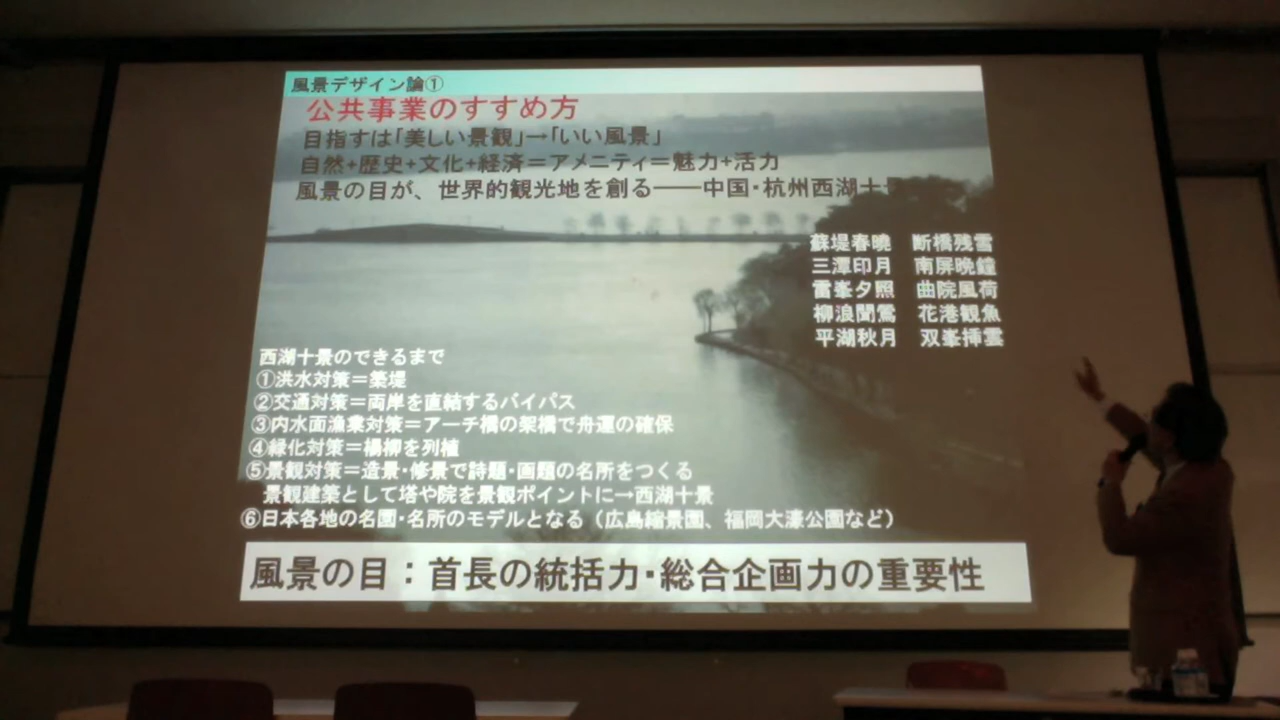 風景デザイン論①
公共事業のすすめ方
目指すは「美しい景観」→「いい風景」
自然+歴史+文化+経済＝アメニティ＝魅力+活力
風景の目が、世界的観光地を創る――中国・杭州西湖十景
蘇堤春曉　断橋残雪
三潭印月　南屏晩鐘
雷峯夕照　曲院風荷
柳浪聞鶯　花港観魚
平湖秋月　双峯挿雲
西湖十景のできるまで
①洪水対策＝築堤
②交通対策＝両岸を直結するバイパス
③内水面漁業対策＝アーチ橋の架橋で舟運の確保
④緑化対策＝楊柳を列植
⑤景観対策＝造景・修景で詩題・画題の名所をつくる
景観建築として塔や院を景観ポイントに→西湖十景
⑥日本各地の名園・名所のモデルとなる（広島縮景園、福岡大濠公園など）
風景の目：首長の統括力・総合企画力の重要性